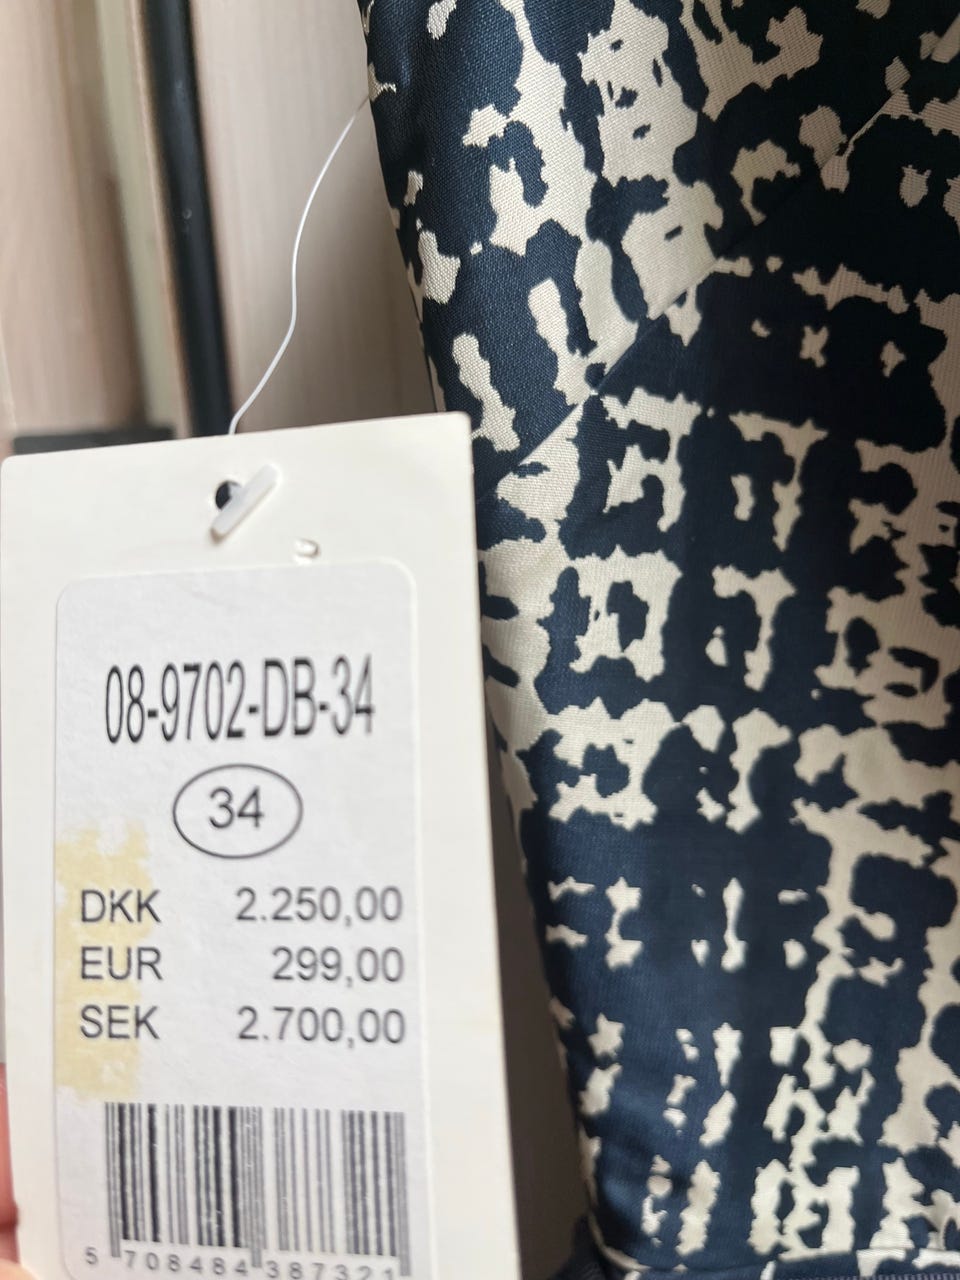 08-9702-DB-34
34
DKK 2.250,00
EUR 299,00
SEK 2.700,00
5 708484 387321